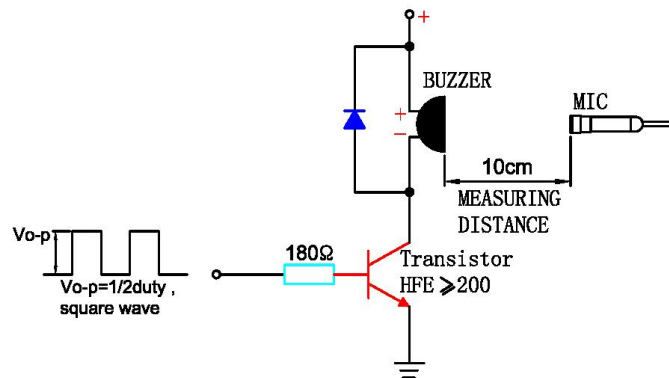 +
BUZZER
+
−
MIC
10cm
MEASURING
DISTANCE
Vo-p
180Ω
Transistor
HFE ⩾200
Vo-p=1/2duty ,
square wave